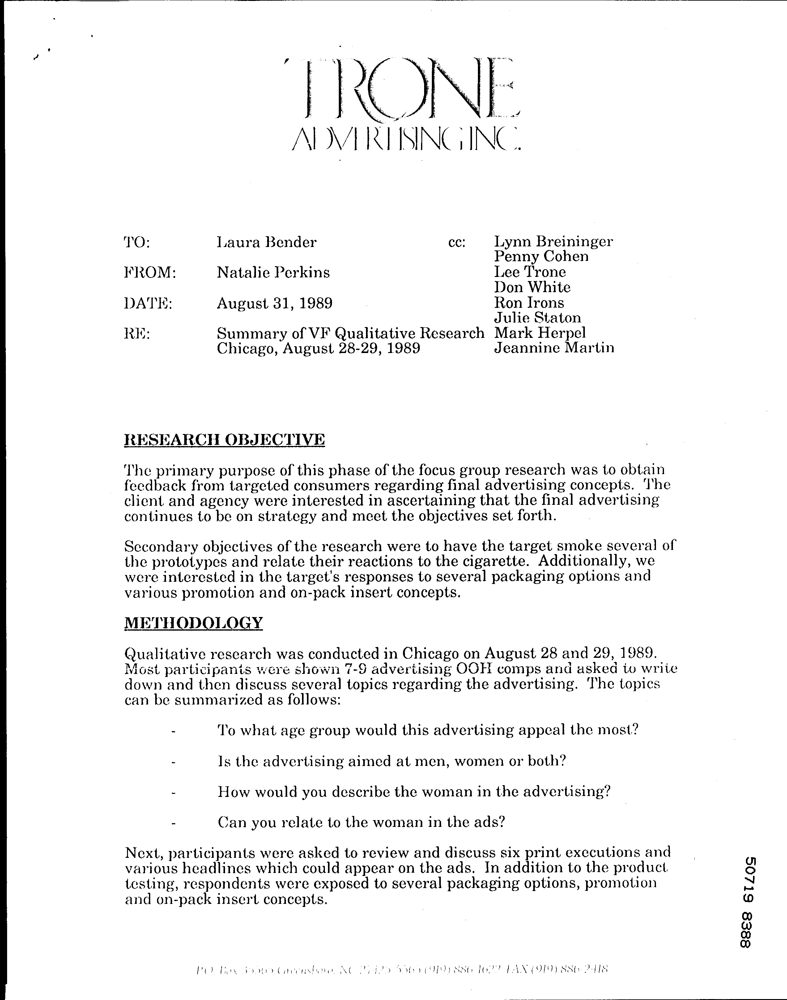 TRONE
ADVERTISING INC.
TO: Laura Bender cc: Lynn Breininger
Penny Cohen
FROM: Natalie Perkins Lee Trone
Don White
DATE: August 31, 1989 Ron Irons
Julie Staton
RE: Summary of VF Qualitative Research Mark Herpel
Chicago, August 28-29, 1989 Jeannine Martin
RESEARCH OBJECTIVE
The primary purpose of this phase of the focus group research was to obtain
feedback from targeted consumers regarding final advertising concepts. The
client and agency were interested in ascertaining that the final advertising
continues to be on strategy and meet the objectives set forth.
Secondary objectives of the research were to have the target smoke several of
the prototypes and relate their reactions to the cigarette. Additionally, we
were interested in the target's responses to several packaging options and
various promotion and on-pack insert concepts.
METHODOLOGY
Qualitative research was conducted in Chicago on August 28 and 29, 1989.
Most participants were shown 7-9 advertising OOH comps and asked to write
down and then discuss several topics regarding the advertising. The topics
can be summarized as follows:
- To what age group would this advertising appeal the most?
- Is the advertising aimed at men, women or both?
- How would you describe the woman in the advertising?
- Can you relate to the woman in the ads?
Next, participants were asked to review and discuss six print executions and
various headlines which could appear on the ads. In addition to the product
testing, respondents were exposed to several packaging options, promotion
and on-pack insert concepts.
50719 8388
P.O. Box Greensboro, NC (919) 886-1622 FAX (919) 886-2418